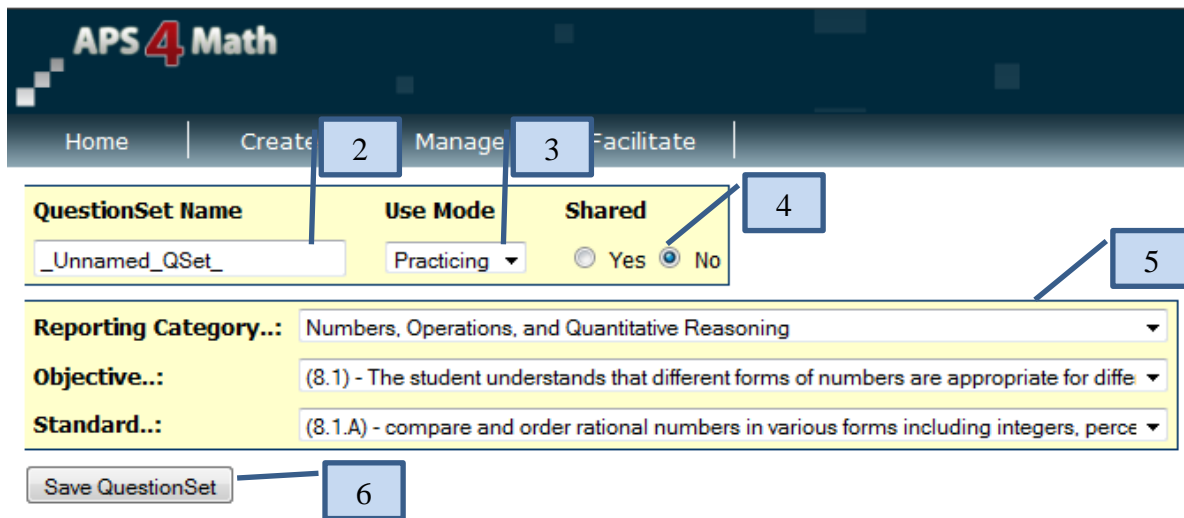 APS 4 Math
Home Create Manage Facilitate
2 3
QuestionSet Name Use Mode Shared
4
_Unnamed_QSet_ Practicing Yes No
5
Reporting Category..: Numbers, Operations, and Quantitative Reasoning
Objective..: (8.1) - The student understands that different forms of numbers are appropriate for diffe
Standard..: (8.1.A) - compare and order rational numbers in various forms including integers, perce
Save QuestionSet
6